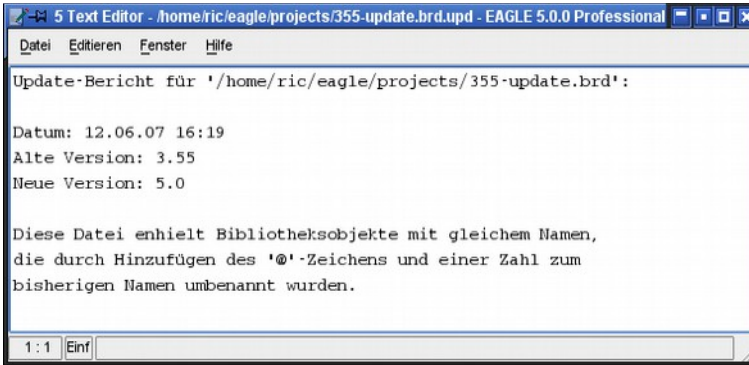 5 Text Editor - /home/ric/eagle/projects/355-update.brd.upd - EAGLE 5.0.0 Professional
Datei Editieren Fenster Hilfe
Update-Bericht für '/home/ric/eagle/projects/355-update.brd':
Datum: 12.06.07 16:19
Alte Version: 3.55
Neue Version: 5.0
Diese Datei enhielt Bibliotheksobjekte mit gleichem Namen,
die durch Hinzufügen des '@'-Zeichens und einer Zahl zum
bisherigen Namen umbenannt wurden.
1 : 1 Einf